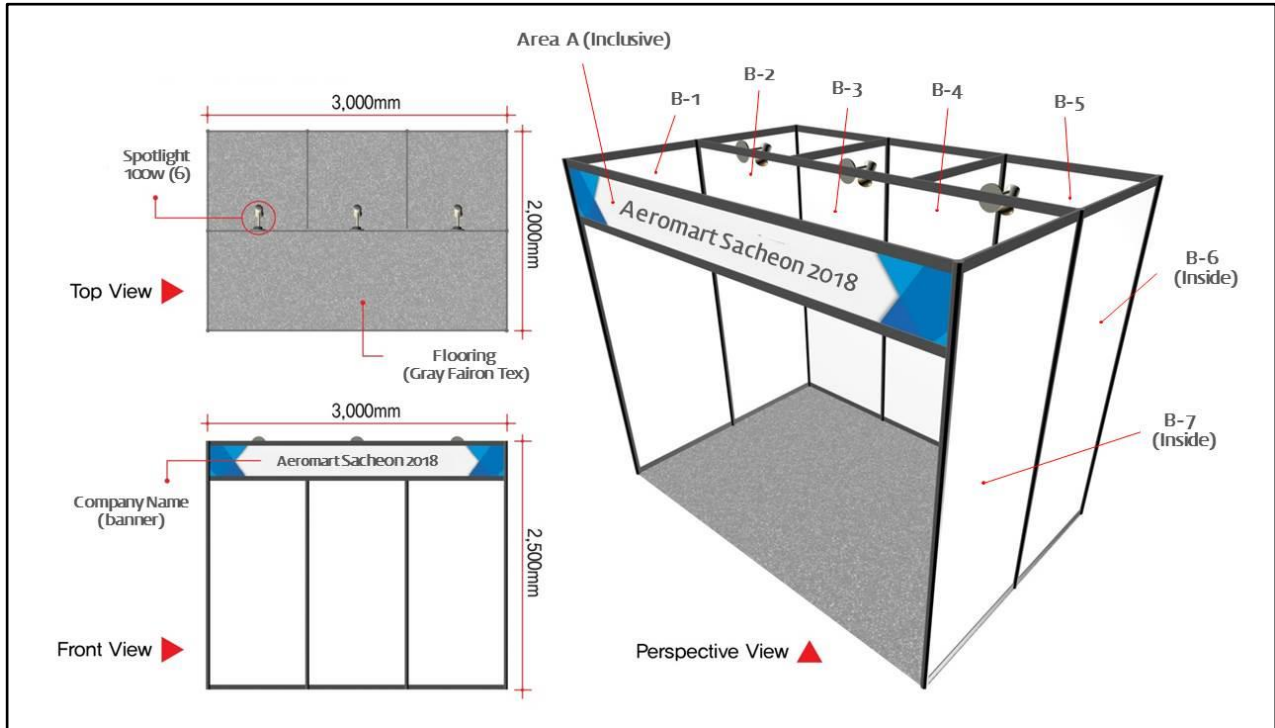 3,000mm
Spotlight
100w (6)
2,000mm
Top View
Flooring
(Gray Fairon Tex)
3,000mm
Aeromart Sacheon 2018
Company Name
(banner)
2,500mm
Front View
Area A (Inclusive)
B-1
B-2
B-3
B-4
B-5
Aeromart Sacheon 2018
B-6
(Inside)
B-7
(Inside)
Perspective View